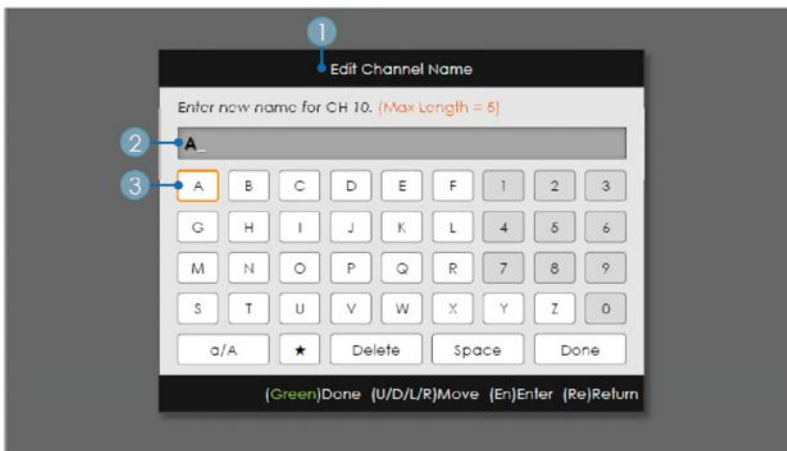 1
Edit Channel Name
Enter new name for CH 10. (Max Length = 5)
2 A_
3 A B C D E F 1 2 3
G H I J K L 4 5 6
M N O P Q R 7 8 9
S T U V W X Y Z 0
a/A ★ Delete Space Done
(Green)Done (U/D/L/R)Move (En)Enter (Re)Return